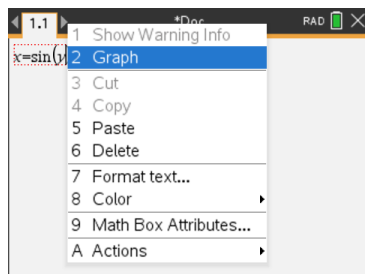 1.1 *Doc RAD
x=sin(y
1 Show Warning Info
2 Graph
3 Cut
4 Copy
5 Paste
6 Delete
7 Format text...
8 Color
9 Math Box Attributes...
A Actions